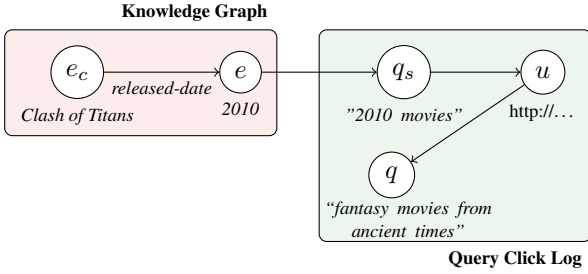 Knowledge Graph
e_c
e
q_s
u
released-date
Clash of Titans
2010
"2010 movies"
http://...
q
“fantasy movies from
ancient times”
Query Click Log